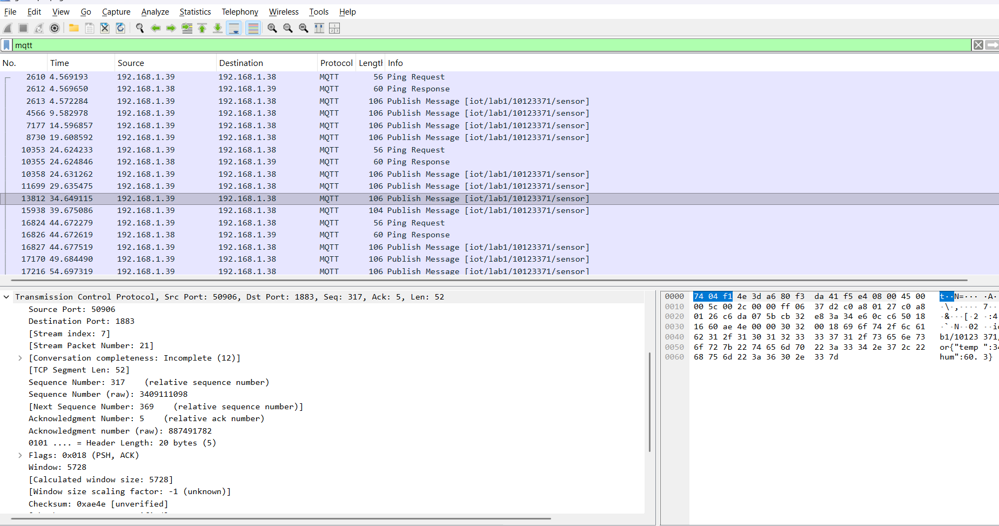 File Edit View Go Capture Analyze Statistics Telephony Wireless Tools Help
mqtt
No. Time Source Destination Protocol Length Info
2610 4.569193 192.168.1.39 192.168.1.38 MQTT 56 Ping Request
2612 4.569650 192.168.1.38 192.168.1.39 MQTT 60 Ping Response
2613 4.572284 192.168.1.39 192.168.1.38 MQTT 106 Publish Message [iot/lab1/10123371/sensor]
4566 9.582978 192.168.1.39 192.168.1.38 MQTT 106 Publish Message [iot/lab1/10123371/sensor]
7177 14.596857 192.168.1.39 192.168.1.38 MQTT 106 Publish Message [iot/lab1/10123371/sensor]
8730 19.608592 192.168.1.39 192.168.1.38 MQTT 106 Publish Message [iot/lab1/10123371/sensor]
10353 24.624233 192.168.1.39 192.168.1.38 MQTT 56 Ping Request
10355 24.624846 192.168.1.38 192.168.1.39 MQTT 60 Ping Response
10358 24.631262 192.168.1.39 192.168.1.38 MQTT 106 Publish Message [iot/lab1/10123371/sensor]
11699 29.635475 192.168.1.39 192.168.1.38 MQTT 106 Publish Message [iot/lab1/10123371/sensor]
13812 34.649115 192.168.1.39 192.168.1.38 MQTT 106 Publish Message [iot/lab1/10123371/sensor]
15938 39.675086 192.168.1.39 192.168.1.38 MQTT 104 Publish Message [iot/lab1/10123371/sensor]
16824 44.672279 192.168.1.39 192.168.1.38 MQTT 56 Ping Request
16826 44.672619 192.168.1.38 192.168.1.39 MQTT 60 Ping Response
16827 44.677519 192.168.1.39 192.168.1.38 MQTT 106 Publish Message [iot/lab1/10123371/sensor]
17170 49.684490 192.168.1.39 192.168.1.38 MQTT 106 Publish Message [iot/lab1/10123371/sensor]
17216 54.697319 192.168.1.39 192.168.1.38 MQTT 106 Publish Message [iot/lab1/10123371/sensor]
Transmission Control Protocol, Src Port: 50906, Dst Port: 1883, Seq: 317, Ack: 5, Len: 52
Source Port: 50906
Destination Port: 1883
[Stream index: 7]
[Stream Packet Number: 21]
[Conversation completeness: Incomplete (12)]
[TCP Segment Len: 52]
Sequence Number: 317 (relative sequence number)
Sequence Number (raw): 3409111098
[Next Sequence Number: 369 (relative sequence number)]
Acknowledgment Number: 5 (relative ack number)
Acknowledgment number (raw): 887491782
0101 .... = Header Length: 20 bytes (5)
Flags: 0x018 (PSH, ACK)
Window: 5728
[Calculated window size: 5728]
[Window size scaling factor: -1 (unknown)]
Checksum: 0xae4e [unverified]
0000 74 04 f1 4e 3d a6 80 f3 da 41 f5 e4 08 00 45 00 t··N=··· ·A·
0010 00 5c 00 2c 00 00 ff 06 37 d2 c0 a8 01 27 c0 a8 ·\·,···· 7··
0020 01 26 c6 da 07 5b cb 32 e8 3a 34 e6 0c c6 50 18 ·&···[·2 ·:4
0030 16 60 ae 4e 00 00 30 32 00 18 69 6f 74 2f 6c 61 ·`·N··02 ··i
0040 62 31 2f 31 30 31 32 33 33 37 31 2f 73 65 6e 73 b1/10123 371/
0050 6f 72 7b 22 74 65 6d 70 22 3a 33 34 2e 37 2c 22 or{"temp ":34
0060 68 75 6d 22 3a 36 30 2e 33 7d hum":60. 3}